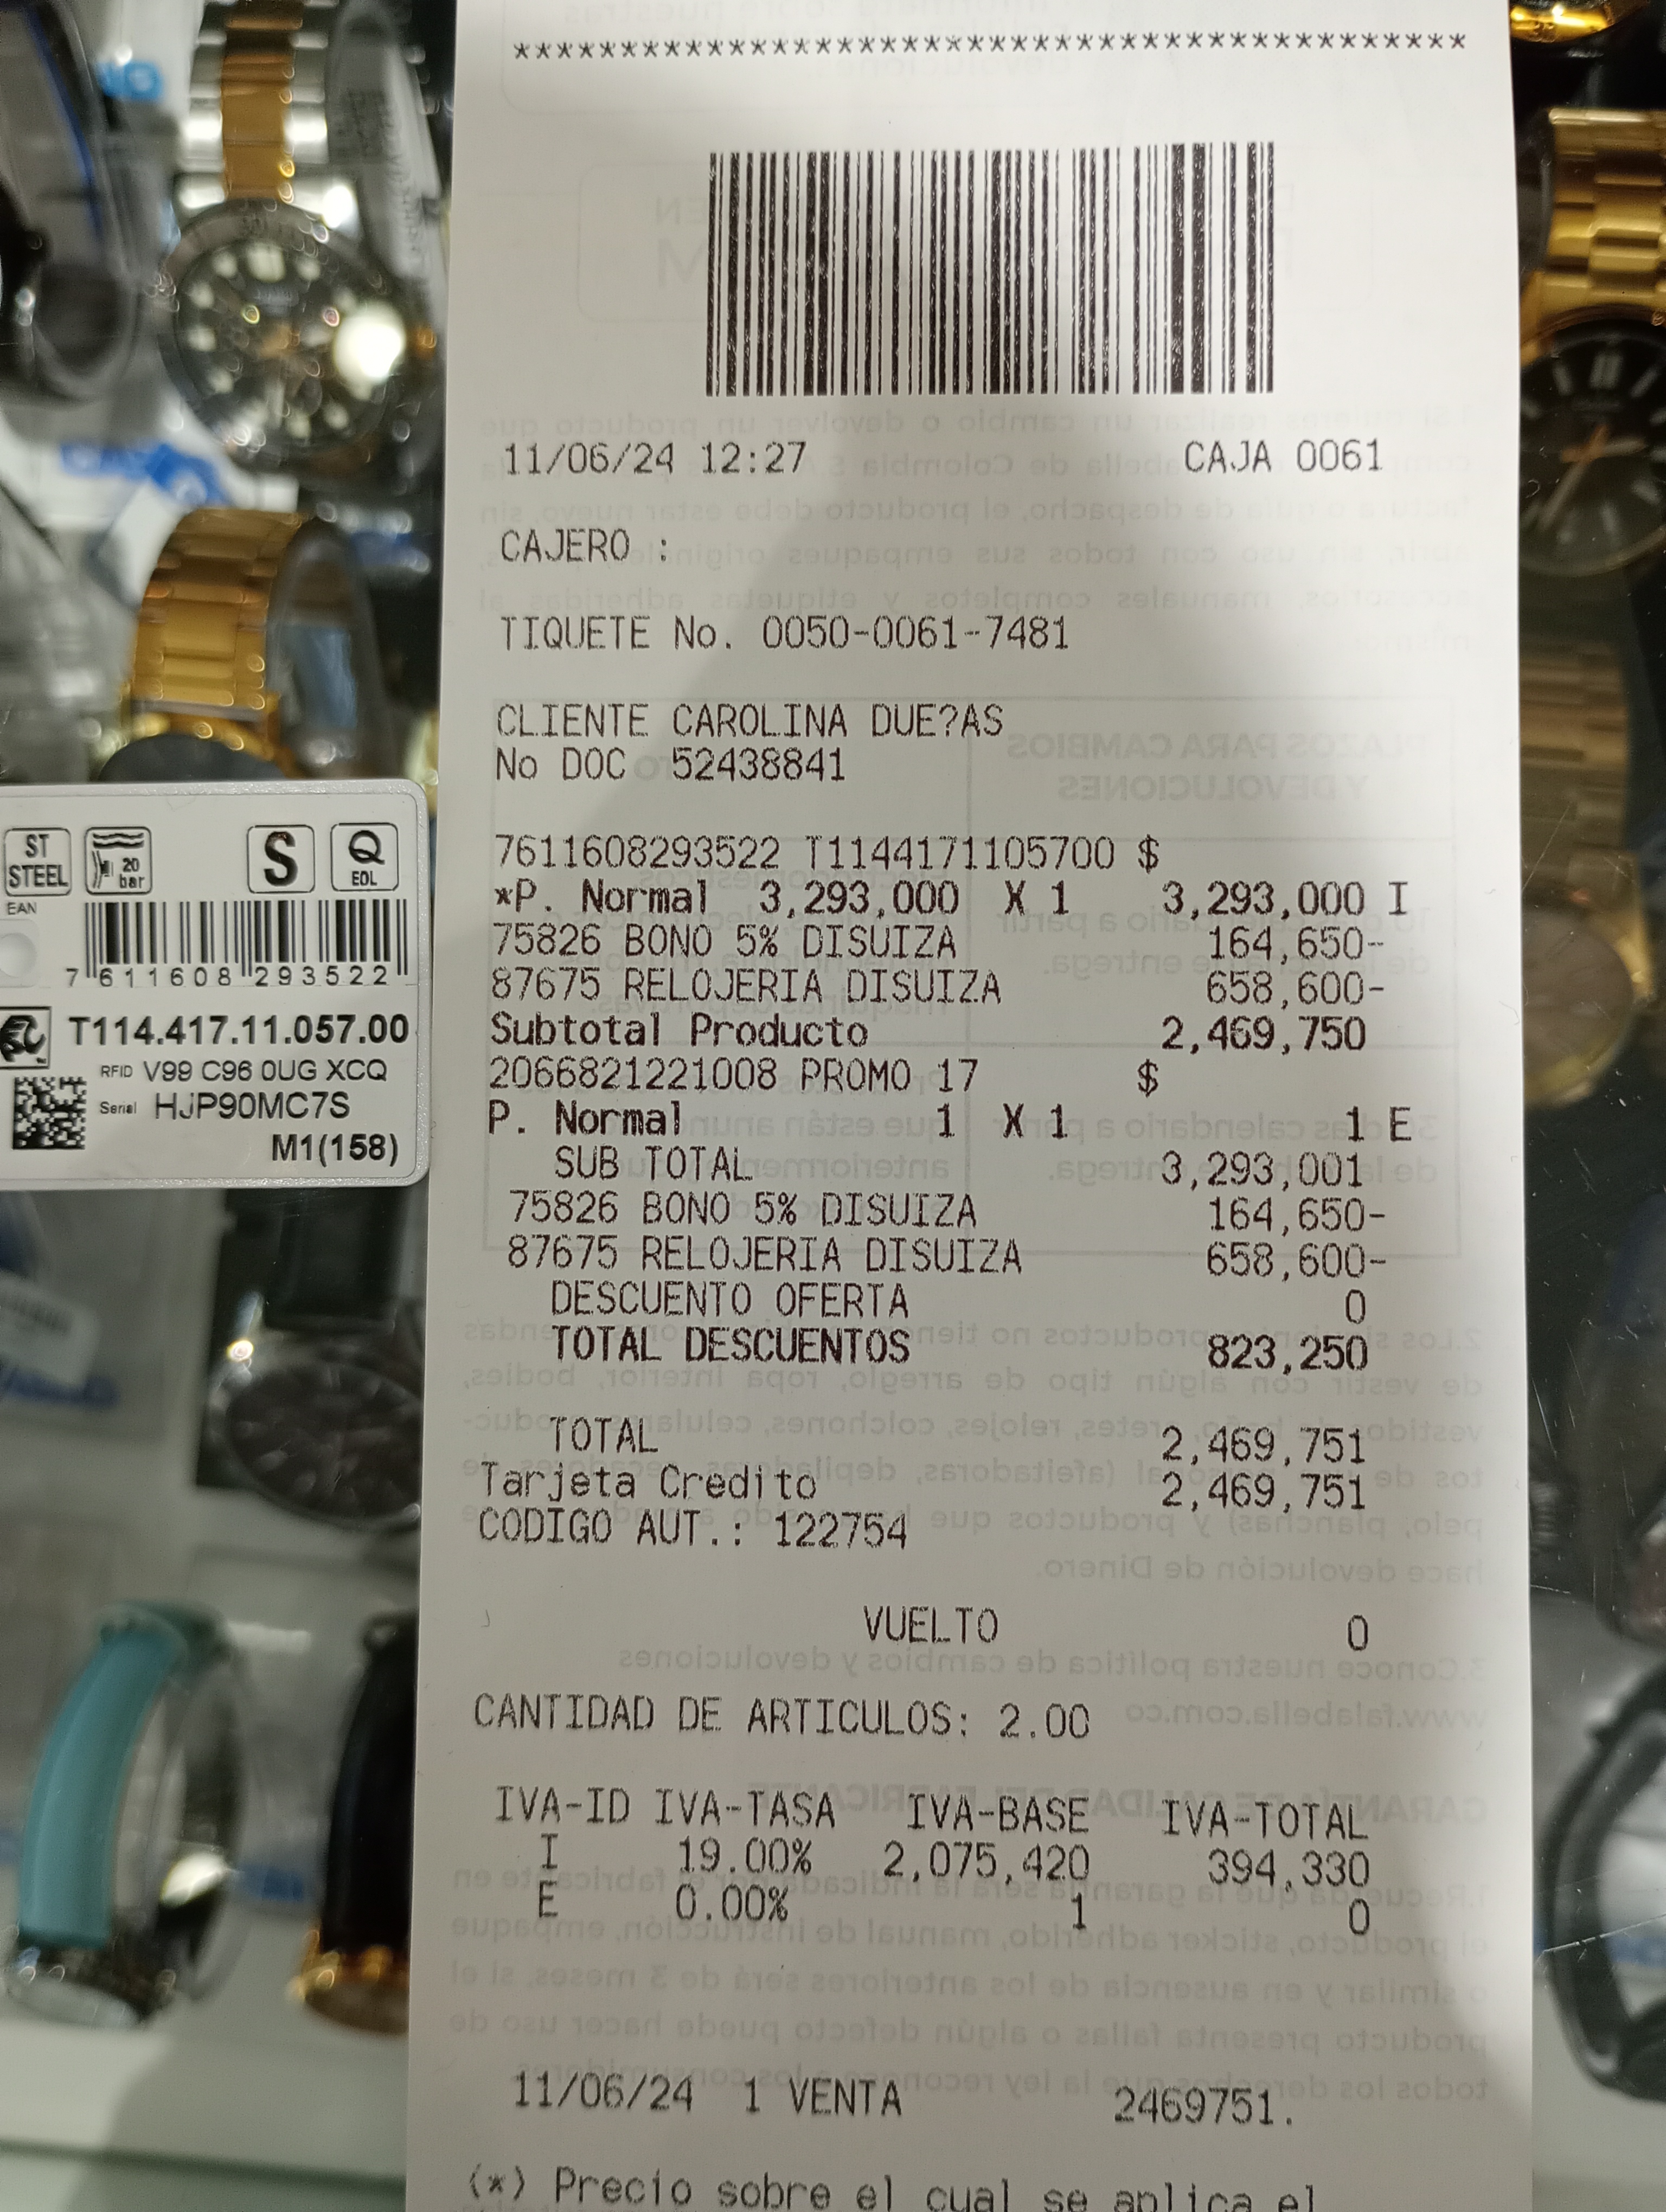 ****************************************
11/06/24 12:27 CAJA 0061
CAJERO :
TIQUETE No. 0050-0061-7481
CLIENTE CAROLINA DUE?AS
No DOC 52438841
7611608293522 T1144171105700 $
*P. Normal 3,293,000 X 1 3,293,000 I
75826 BONO 5% DISUIZA 164,650-
87675 RELOJERIA DISUIZA 658,600-
Subtotal Producto 2,469,750
2066821221008 PROMO 17 $
P. Normal 1 X 1 1 E
SUB TOTAL 3,293,001
75826 BONO 5% DISUIZA 164,650-
87675 RELOJERIA DISUIZA 658,600-
DESCUENTO OFERTA 0
TOTAL DESCUENTOS 823,250
TOTAL 2,469,751
Tarjeta Credito 2,469,751
CODIGO AUT.: 122754
VUELTO 0
CANTIDAD DE ARTICULOS: 2.00
IVA-ID IVA-TASA IVA-BASE IVA-TOTAL
I 19.00% 2,075,420 394,330
E 0.00% 1 0
11/06/24 1 VENTA 2469751.
(*) Precio sobre el cual se aplica el
ST STEEL
20 bar
S
Q EOL
EAN
7 611608 293522
T114.417.11.057.00
RFID V99 C96 0UG XCQ
Serial HJP90MC7S
M1(158)